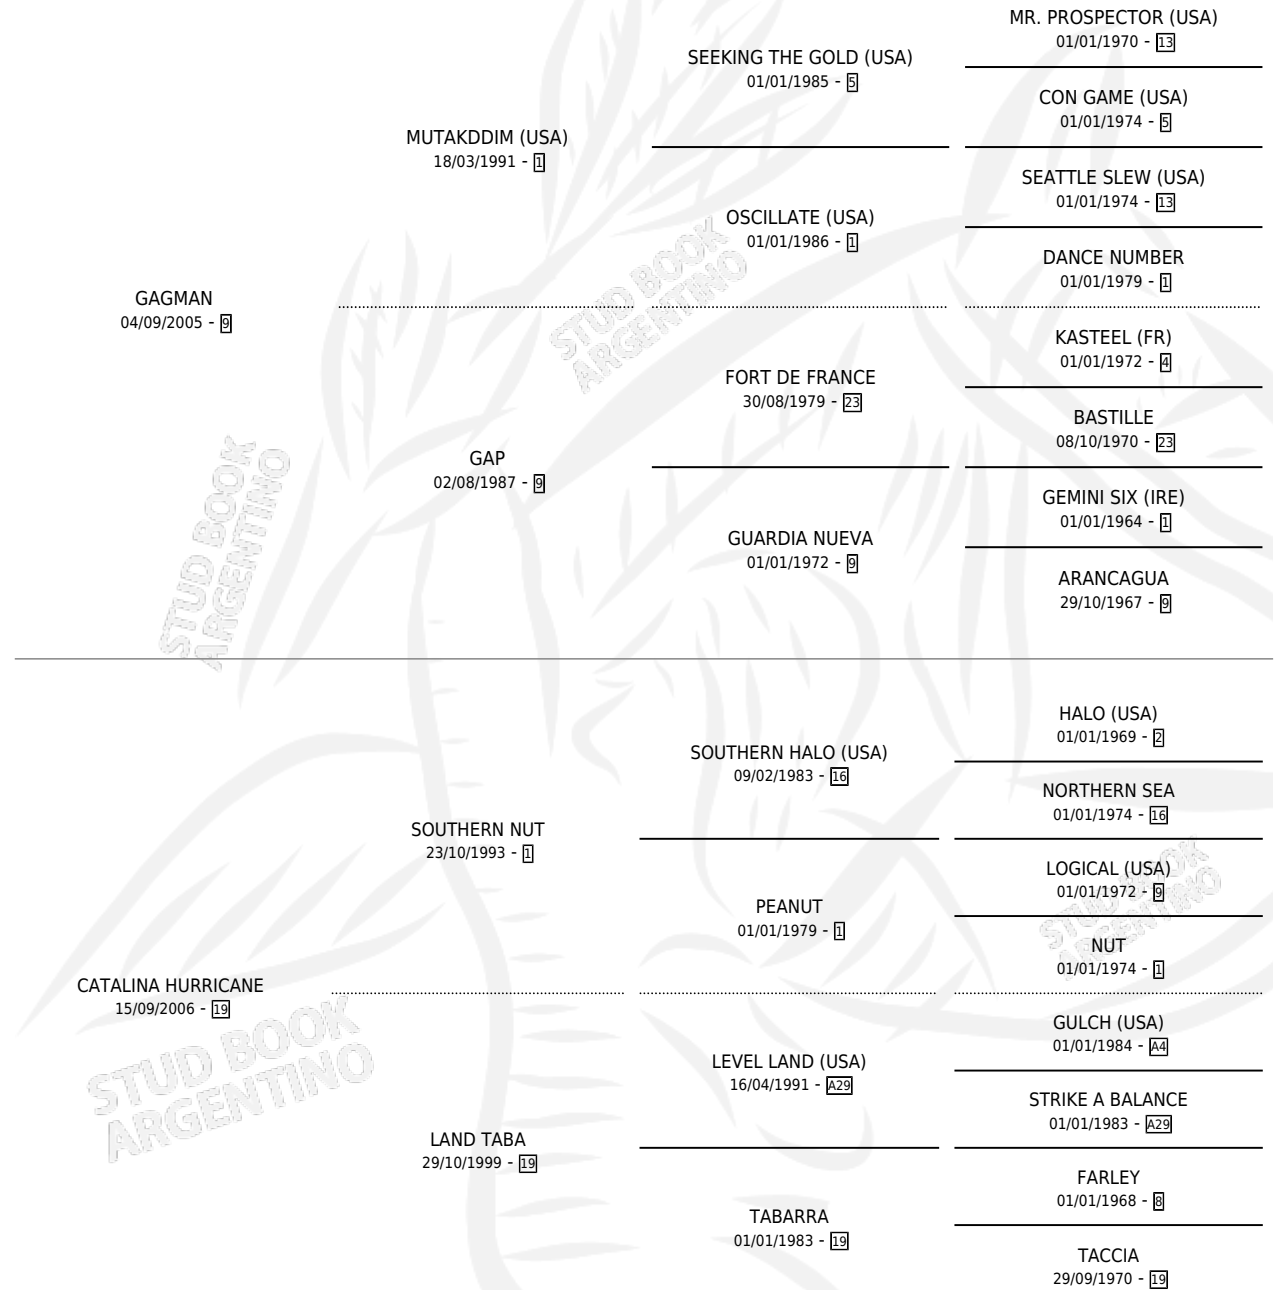 MR. PROSPECTOR (USA)
01/01/1970 - 13
SEEKING THE GOLD (USA)
01/01/1985 - 5
CON GAME (USA)
01/01/1974 - 5
MUTAKDDIM (USA)
18/03/1991 - 1
SEATTLE SLEW (USA)
01/01/1974 - 13
OSCILLATE (USA)
01/01/1986 - 1
DANCE NUMBER
01/01/1979 - 1
GAGMAN
04/09/2005 - 9
STUD BOOK
ARGENTINO
KASTEEL (FR)
01/01/1972 - 4
FORT DE FRANCE
30/08/1979 - 23
BASTILLE
08/10/1970 - 23
GAP
02/08/1987 - 9
GEMINI SIX (IRE)
01/01/1964 - 1
GUARDIA NUEVA
01/01/1972 - 9
ARANCAGUA
29/10/1967 - 9
STUD BOOK
ARGENTINO
HALO (USA)
01/01/1969 - 2
SOUTHERN HALO (USA)
09/02/1983 - 16
NORTHERN SEA
01/01/1974 - 16
SOUTHERN NUT
23/10/1993 - 1
LOGICAL (USA)
01/01/1972 - 9
PEANUT
01/01/1979 - 1
NUT
01/01/1974 - 1
STUD BOOK
ARGENTINO
CATALINA HURRICANE
15/09/2006 - 19
STUD BOOK
ARGENTINO
GULCH (USA)
01/01/1984 - A4
LEVEL LAND (USA)
16/04/1991 - A29
STRIKE A BALANCE
01/01/1983 - A29
LAND TABA
29/10/1999 - 19
FARLEY
01/01/1968 - 8
TABARRA
01/01/1983 - 19
TACCIA
29/09/1970 - 19